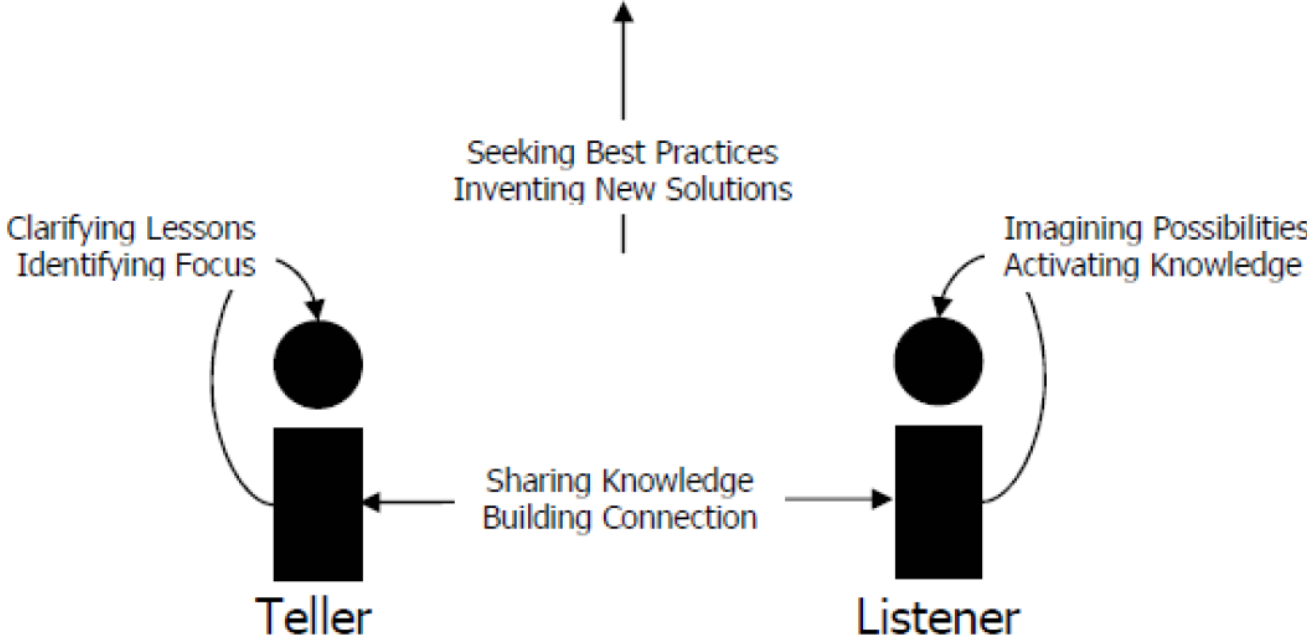 Seeking Best Practices
Inventing New Solutions
Clarifying Lessons
Identifying Focus
Imagining Possibilities
Activating Knowledge
Sharing Knowledge
Building Connection
Teller
Listener